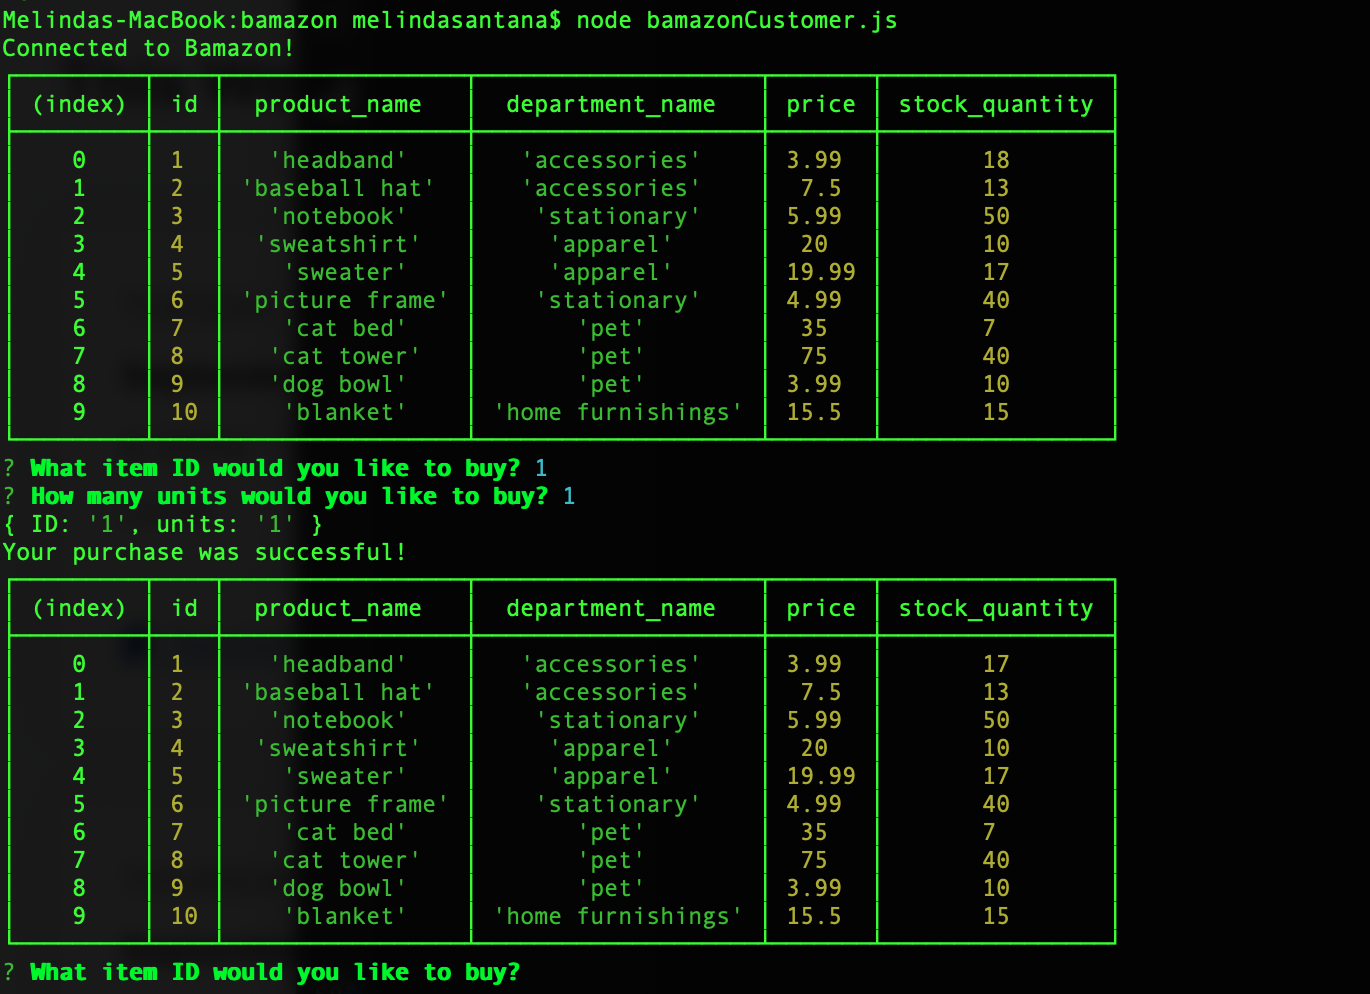 Melindas-MacBook:bamazon melindasantana$ node bamazonCustomer.js
Connected to Bamazon!
(index) id product_name department_name price stock_quantity
0 1 'headband' 'accessories' 3.99 18
1 2 'baseball hat' 'accessories' 7.5 13
2 3 'notebook' 'stationary' 5.99 50
3 4 'sweatshirt' 'apparel' 20 10
4 5 'sweater' 'apparel' 19.99 17
5 6 'picture frame' 'stationary' 4.99 40
6 7 'cat bed' 'pet' 35 7
7 8 'cat tower' 'pet' 75 40
8 9 'dog bowl' 'pet' 3.99 10
9 10 'blanket' 'home furnishings' 15.5 15
? What item ID would you like to buy? 1
? How many units would you like to buy? 1
{ ID: '1', units: '1' }
Your purchase was successful!
(index) id product_name department_name price stock_quantity
0 1 'headband' 'accessories' 3.99 17
1 2 'baseball hat' 'accessories' 7.5 13
2 3 'notebook' 'stationary' 5.99 50
3 4 'sweatshirt' 'apparel' 20 10
4 5 'sweater' 'apparel' 19.99 17
5 6 'picture frame' 'stationary' 4.99 40
6 7 'cat bed' 'pet' 35 7
7 8 'cat tower' 'pet' 75 40
8 9 'dog bowl' 'pet' 3.99 10
9 10 'blanket' 'home furnishings' 15.5 15
? What item ID would you like to buy?